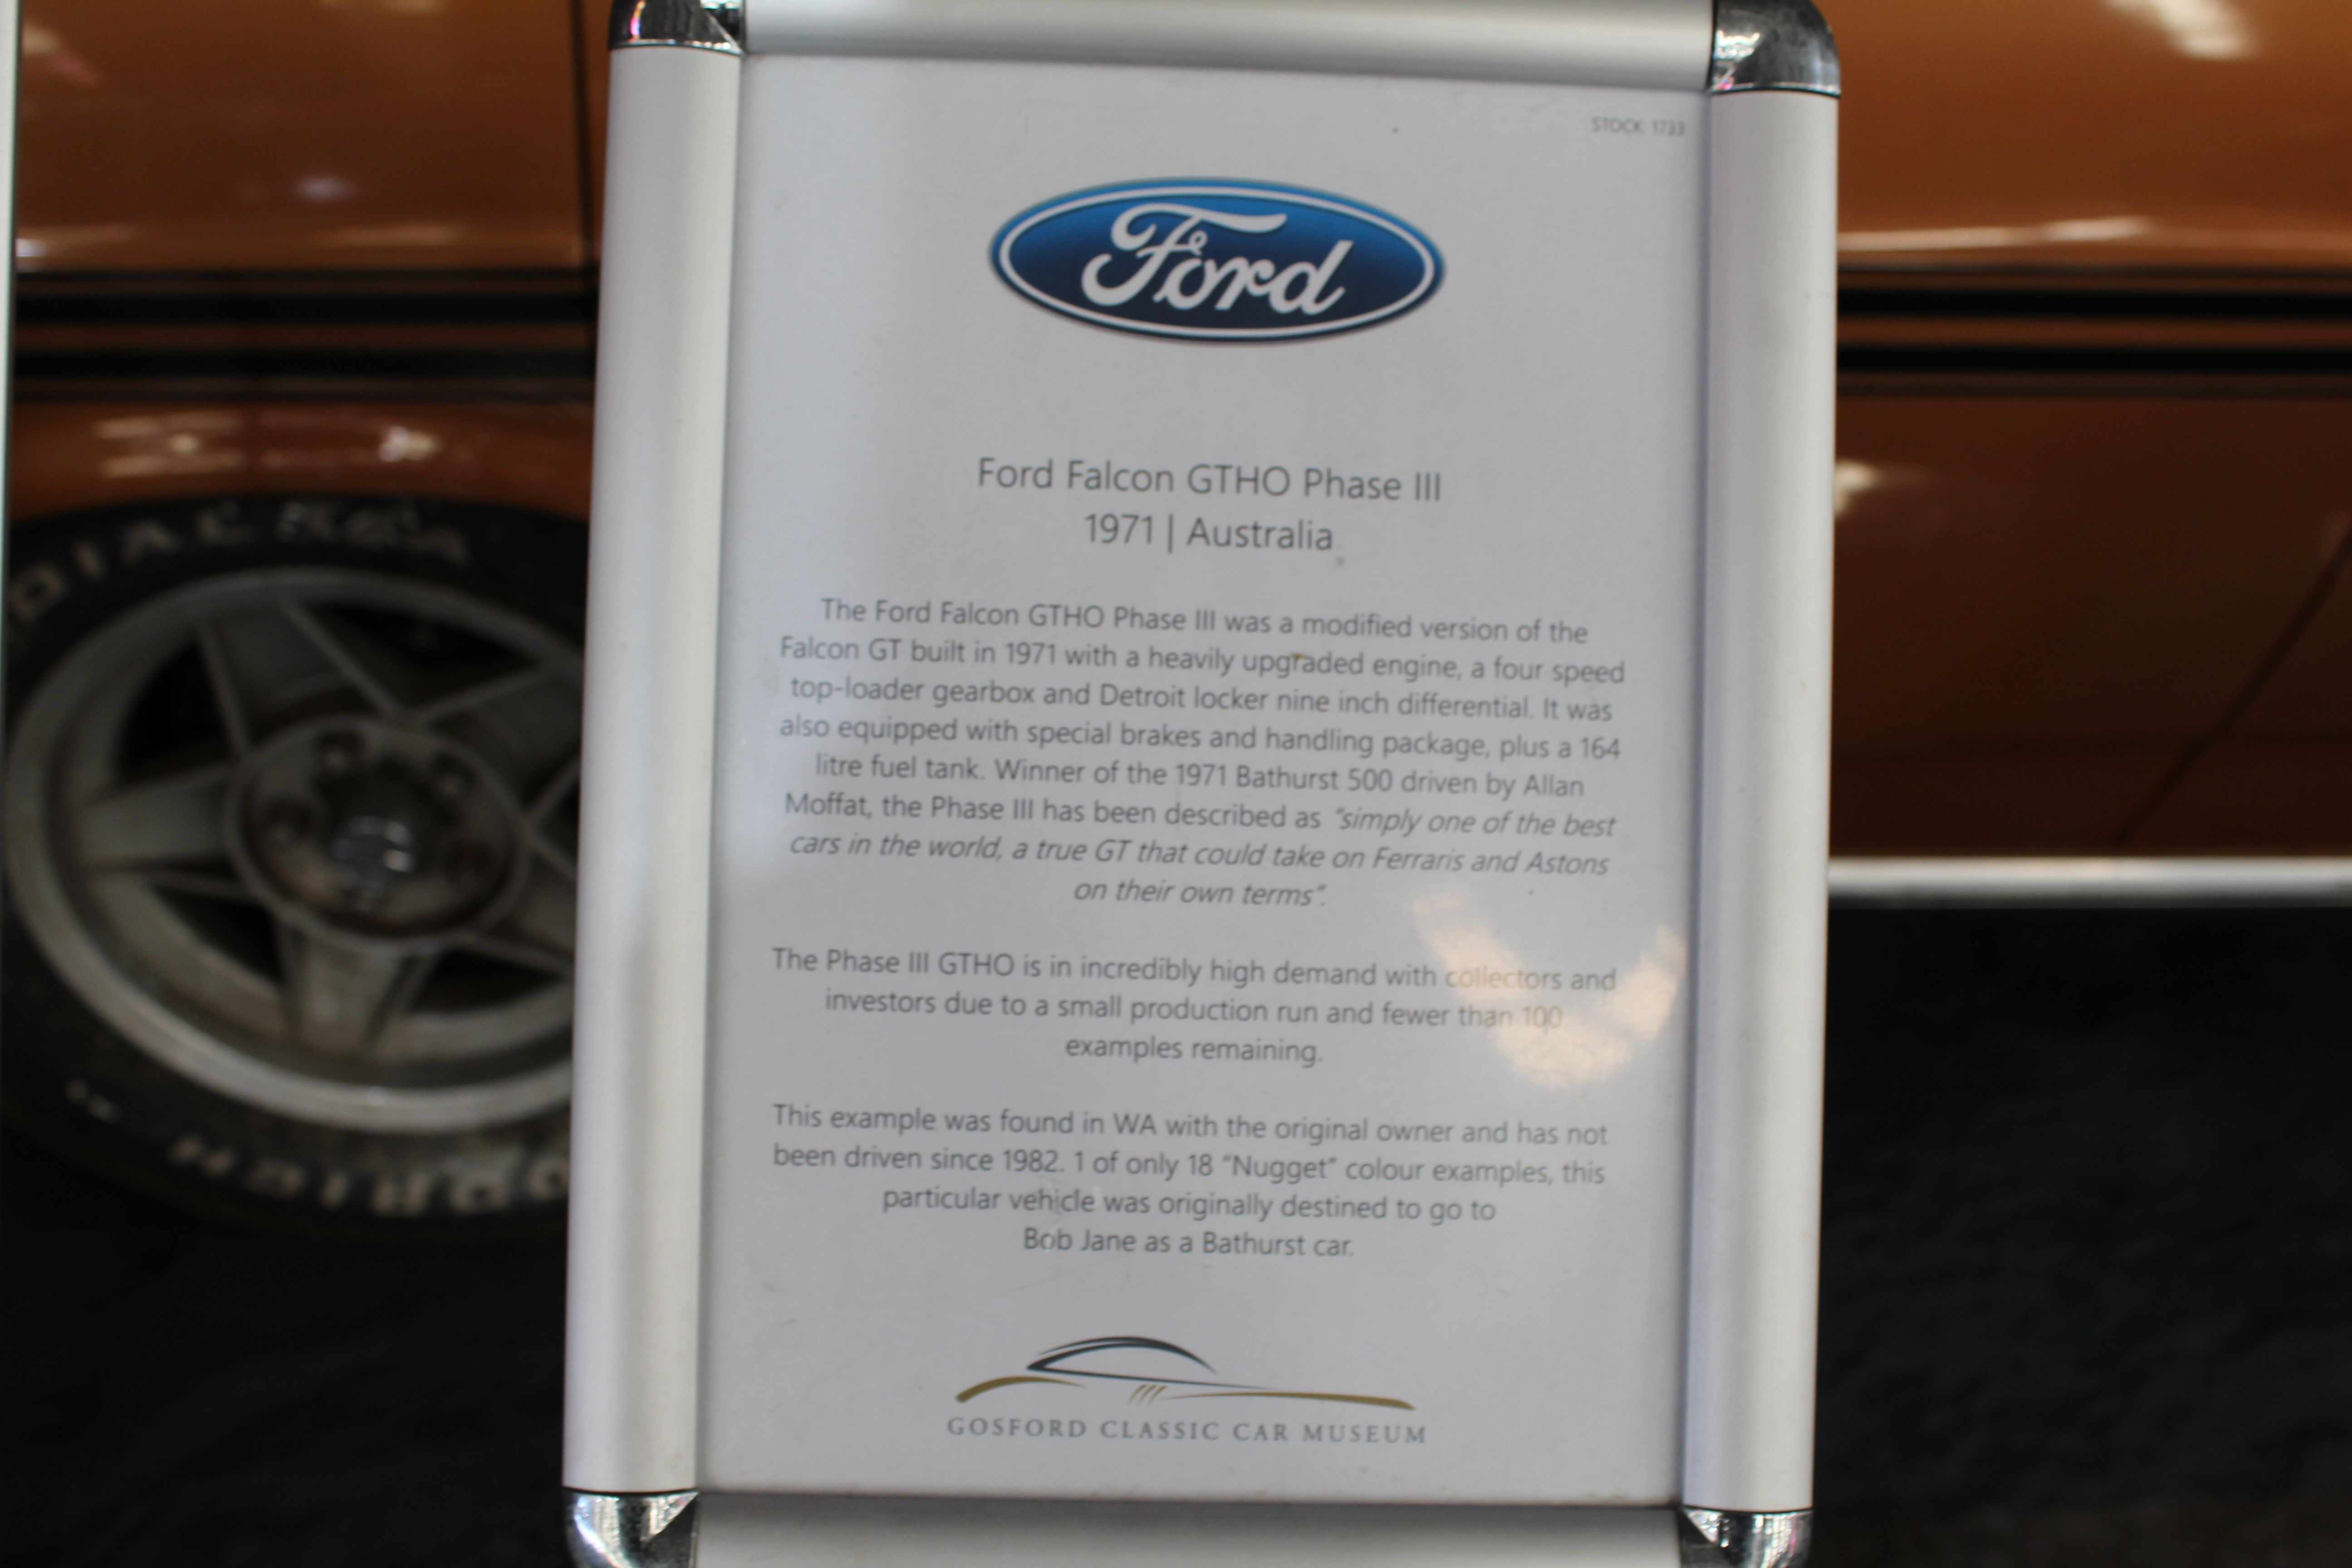 STOCK: 1733
Ford
Ford Falcon GTHO Phase III
1971 | Australia
The Ford Falcon GTHO Phase III was a modified version of the
Falcon GT built in 1971 with a heavily upgraded engine, a four speed
top-loader gearbox and Detroit locker nine inch differential. It was
also equipped with special brakes and handling package, plus a 164
litre fuel tank. Winner of the 1971 Bathurst 500 driven by Allan
Moffat, the Phase III has been described as “simply one of the best
cars in the world, a true GT that could take on Ferraris and Astons
on their own terms”.
The Phase III GTHO is in incredibly high demand with collectors and
investors due to a small production run and fewer than 100
examples remaining.
This example was found in WA with the original owner and has not
been driven since 1982. 1 of only 18 “Nugget” colour examples, this
particular vehicle was originally destined to go to
Bob Jane as a Bathurst car.
GOSFORD CLASSIC CAR MUSEUM